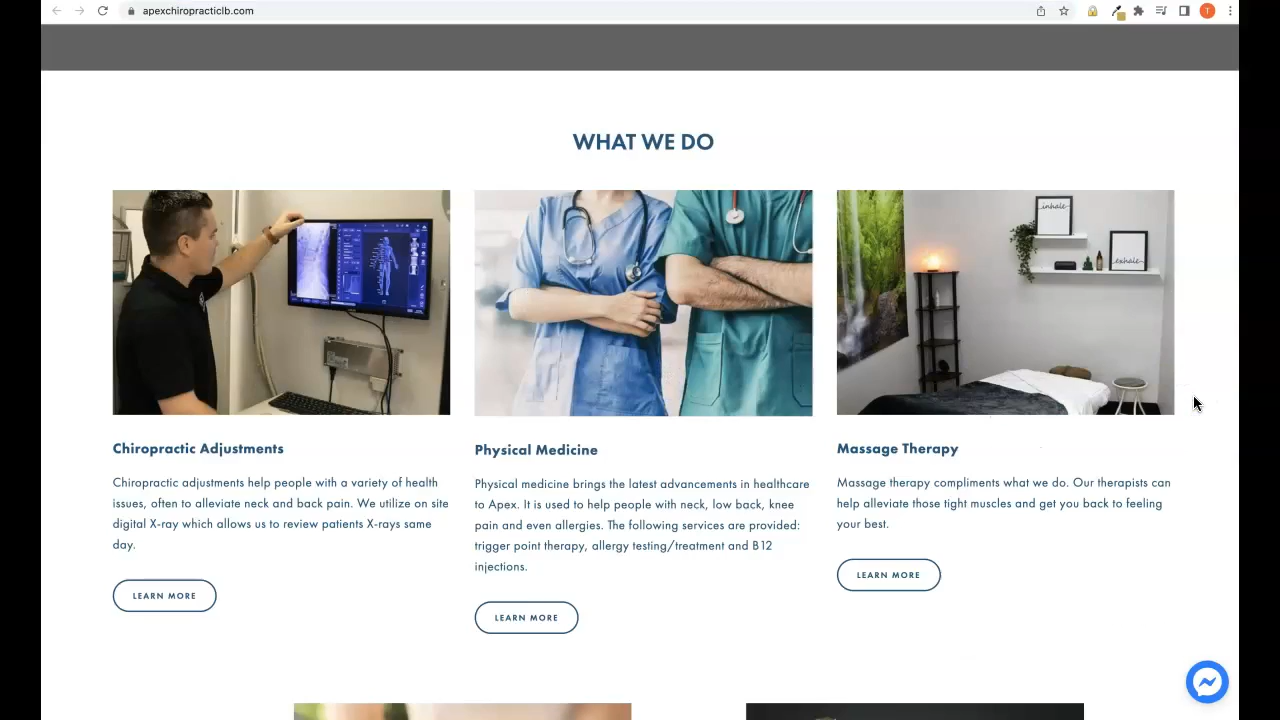 apexchiropracticlb.com
T
WHAT WE DO
inhale
exhale
Chiropractic Adjustments
Chiropractic adjustments help people with a variety of health
issues, often to alleviate neck and back pain. We utilize on site
digital X-ray which allows us to review patients X-rays same
day.
LEARN MORE
Physical Medicine
Physical medicine brings the latest advancements in healthcare
to Apex. It is used to help people with neck, low back, knee
pain and even allergies. The following services are provided:
trigger point therapy, allergy testing/treatment and B12
injections.
LEARN MORE
Massage Therapy
Massage therapy compliments what we do. Our therapists can
help alleviate those tight muscles and get you back to feeling
your best.
LEARN MORE